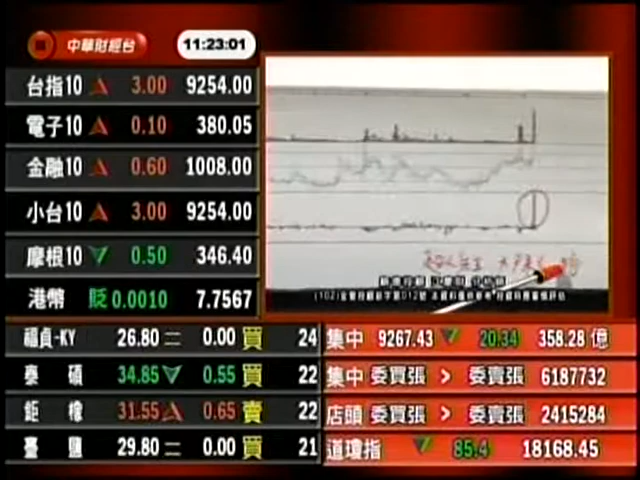 中華財經台
11:23:01
台指10 3.00 9254.00
電子10 0.10 380.05
金融10 0.60 1008.00
小台10 3.00 9254.00
摩根10 0.50 346.40
港幣 貶0.0010 7.7567
福貞-KY 26.80 0.00 買 24
泰碩 34.85 0.55 買 22
鉅橡 31.55 0.65 賣 22
臺鹽 29.80 0.00 買 21
集中 9267.43 20.34 358.28 億
集中 委買張 > 委賣張 6187732
店頭 委買張 > 委賣張 2415284
道瓊指 85.4 18168.45